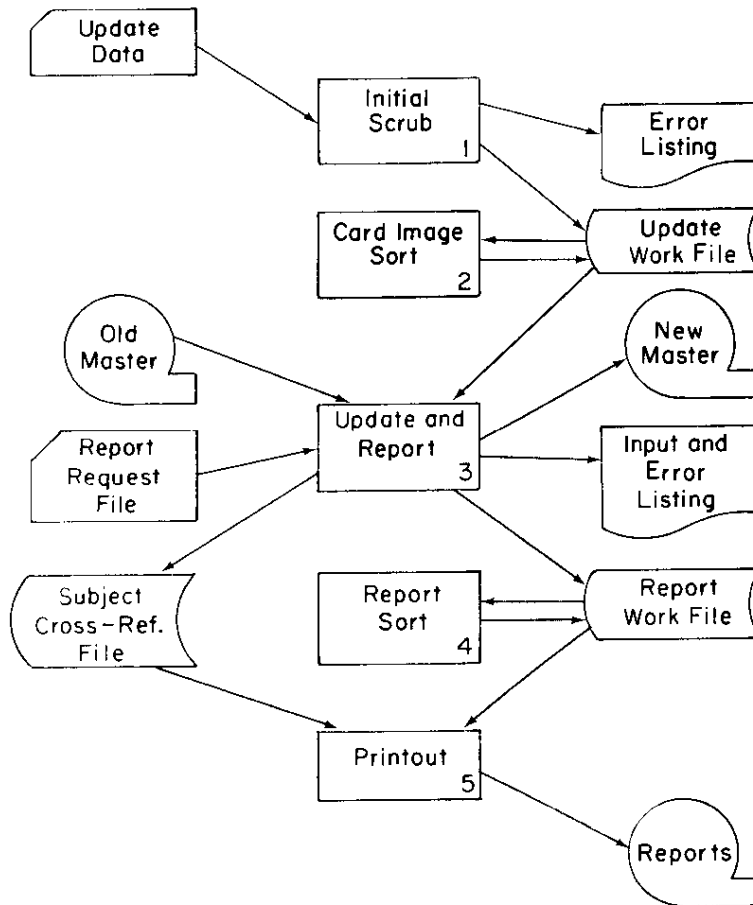 Update
Data
Initial
Scrub
1
Error
Listing
Card Image
Sort
2
Update
Work File
Old
Master
New
Master
Update and
Report
3
Report
Request
File
Input and
Error
Listing
Subject
Cross-Ref.
File
Report
Sort
4
Report
Work File
Printout
5
Reports